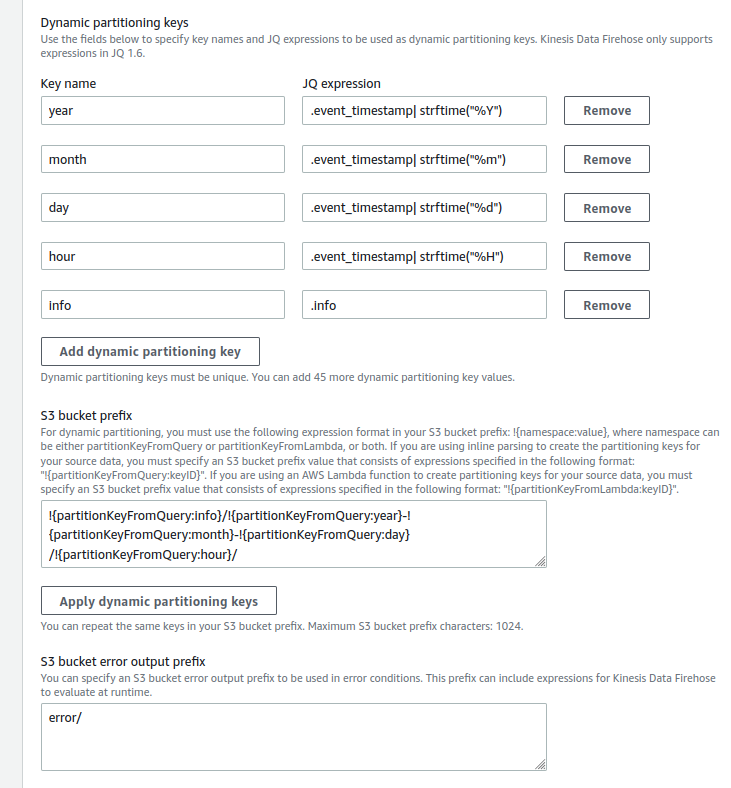 Dynamic partitioning keys
Use the fields below to specify key names and JQ expressions to be used as dynamic partitioning keys. Kinesis Data Firehose only supports
expressions in JQ 1.6.
Key name JQ expression
year .event_timestamp| strftime("%Y") Remove
month .event_timestamp| strftime("%m") Remove
day .event_timestamp| strftime("%d") Remove
hour .event_timestamp| strftime("%H") Remove
info .info Remove
Add dynamic partitioning key
Dynamic partitioning keys must be unique. You can add 45 more dynamic partitioning key values.
S3 bucket prefix
For dynamic partitioning, you must use the following expression format in your S3 bucket prefix: !{namespace:value}, where namespace can
be either partitionKeyFromQuery or partitionKeyFromLambda, or both. If you are using inline parsing to create the partitioning keys for
your source data, you must specify an S3 bucket prefix value that consists of expressions specified in the following format:
"!{partitionKeyFromQuery:keyID}". If you are using an AWS Lambda function to create partitioning keys for your source data, you must
specify an S3 bucket prefix value that consists of expressions specified in the following format: "!{partitionKeyFromLambda:keyID}".
!{partitionKeyFromQuery:info}/!{partitionKeyFromQuery:year}-!
{partitionKeyFromQuery:month}-!{partitionKeyFromQuery:day}
/!{partitionKeyFromQuery:hour}/
Apply dynamic partitioning keys
You can repeat the same keys in your S3 bucket prefix. Maximum S3 bucket prefix characters: 1024.
S3 bucket error output prefix
You can specify an S3 bucket error output prefix to be used in error conditions. This prefix can include expressions for Kinesis Data Firehose
to evaluate at runtime.
error/